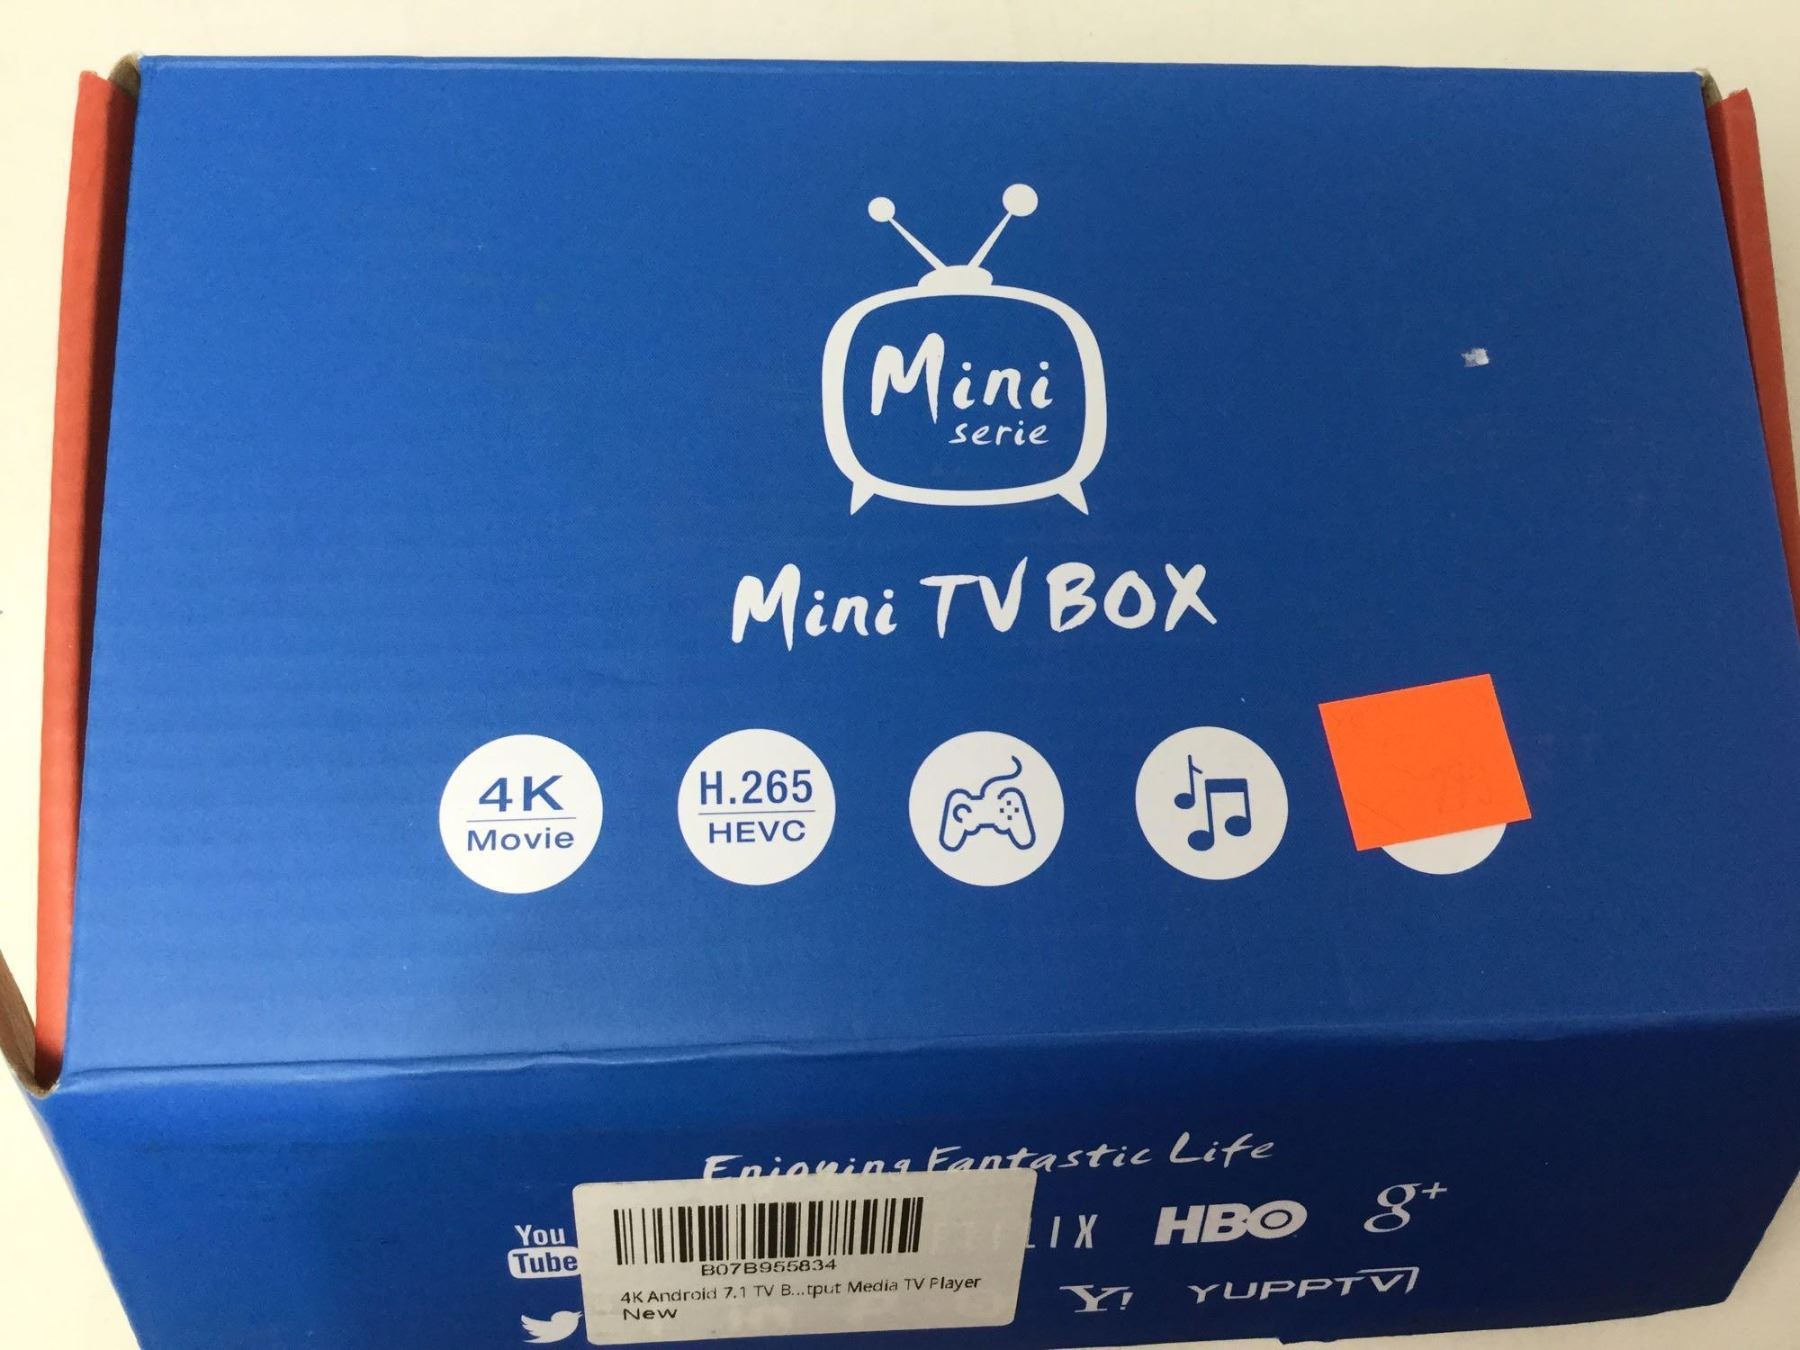 Mini
serie
Mini TV BOX
4K
Movie
H.265
HEVC
Enjoying Fantastic Life
You
Tube
LIX
HBO
g+
B07B955834
4K Android 7.1 TV B...tput Media TV Player
New
Y!
YUPPTV